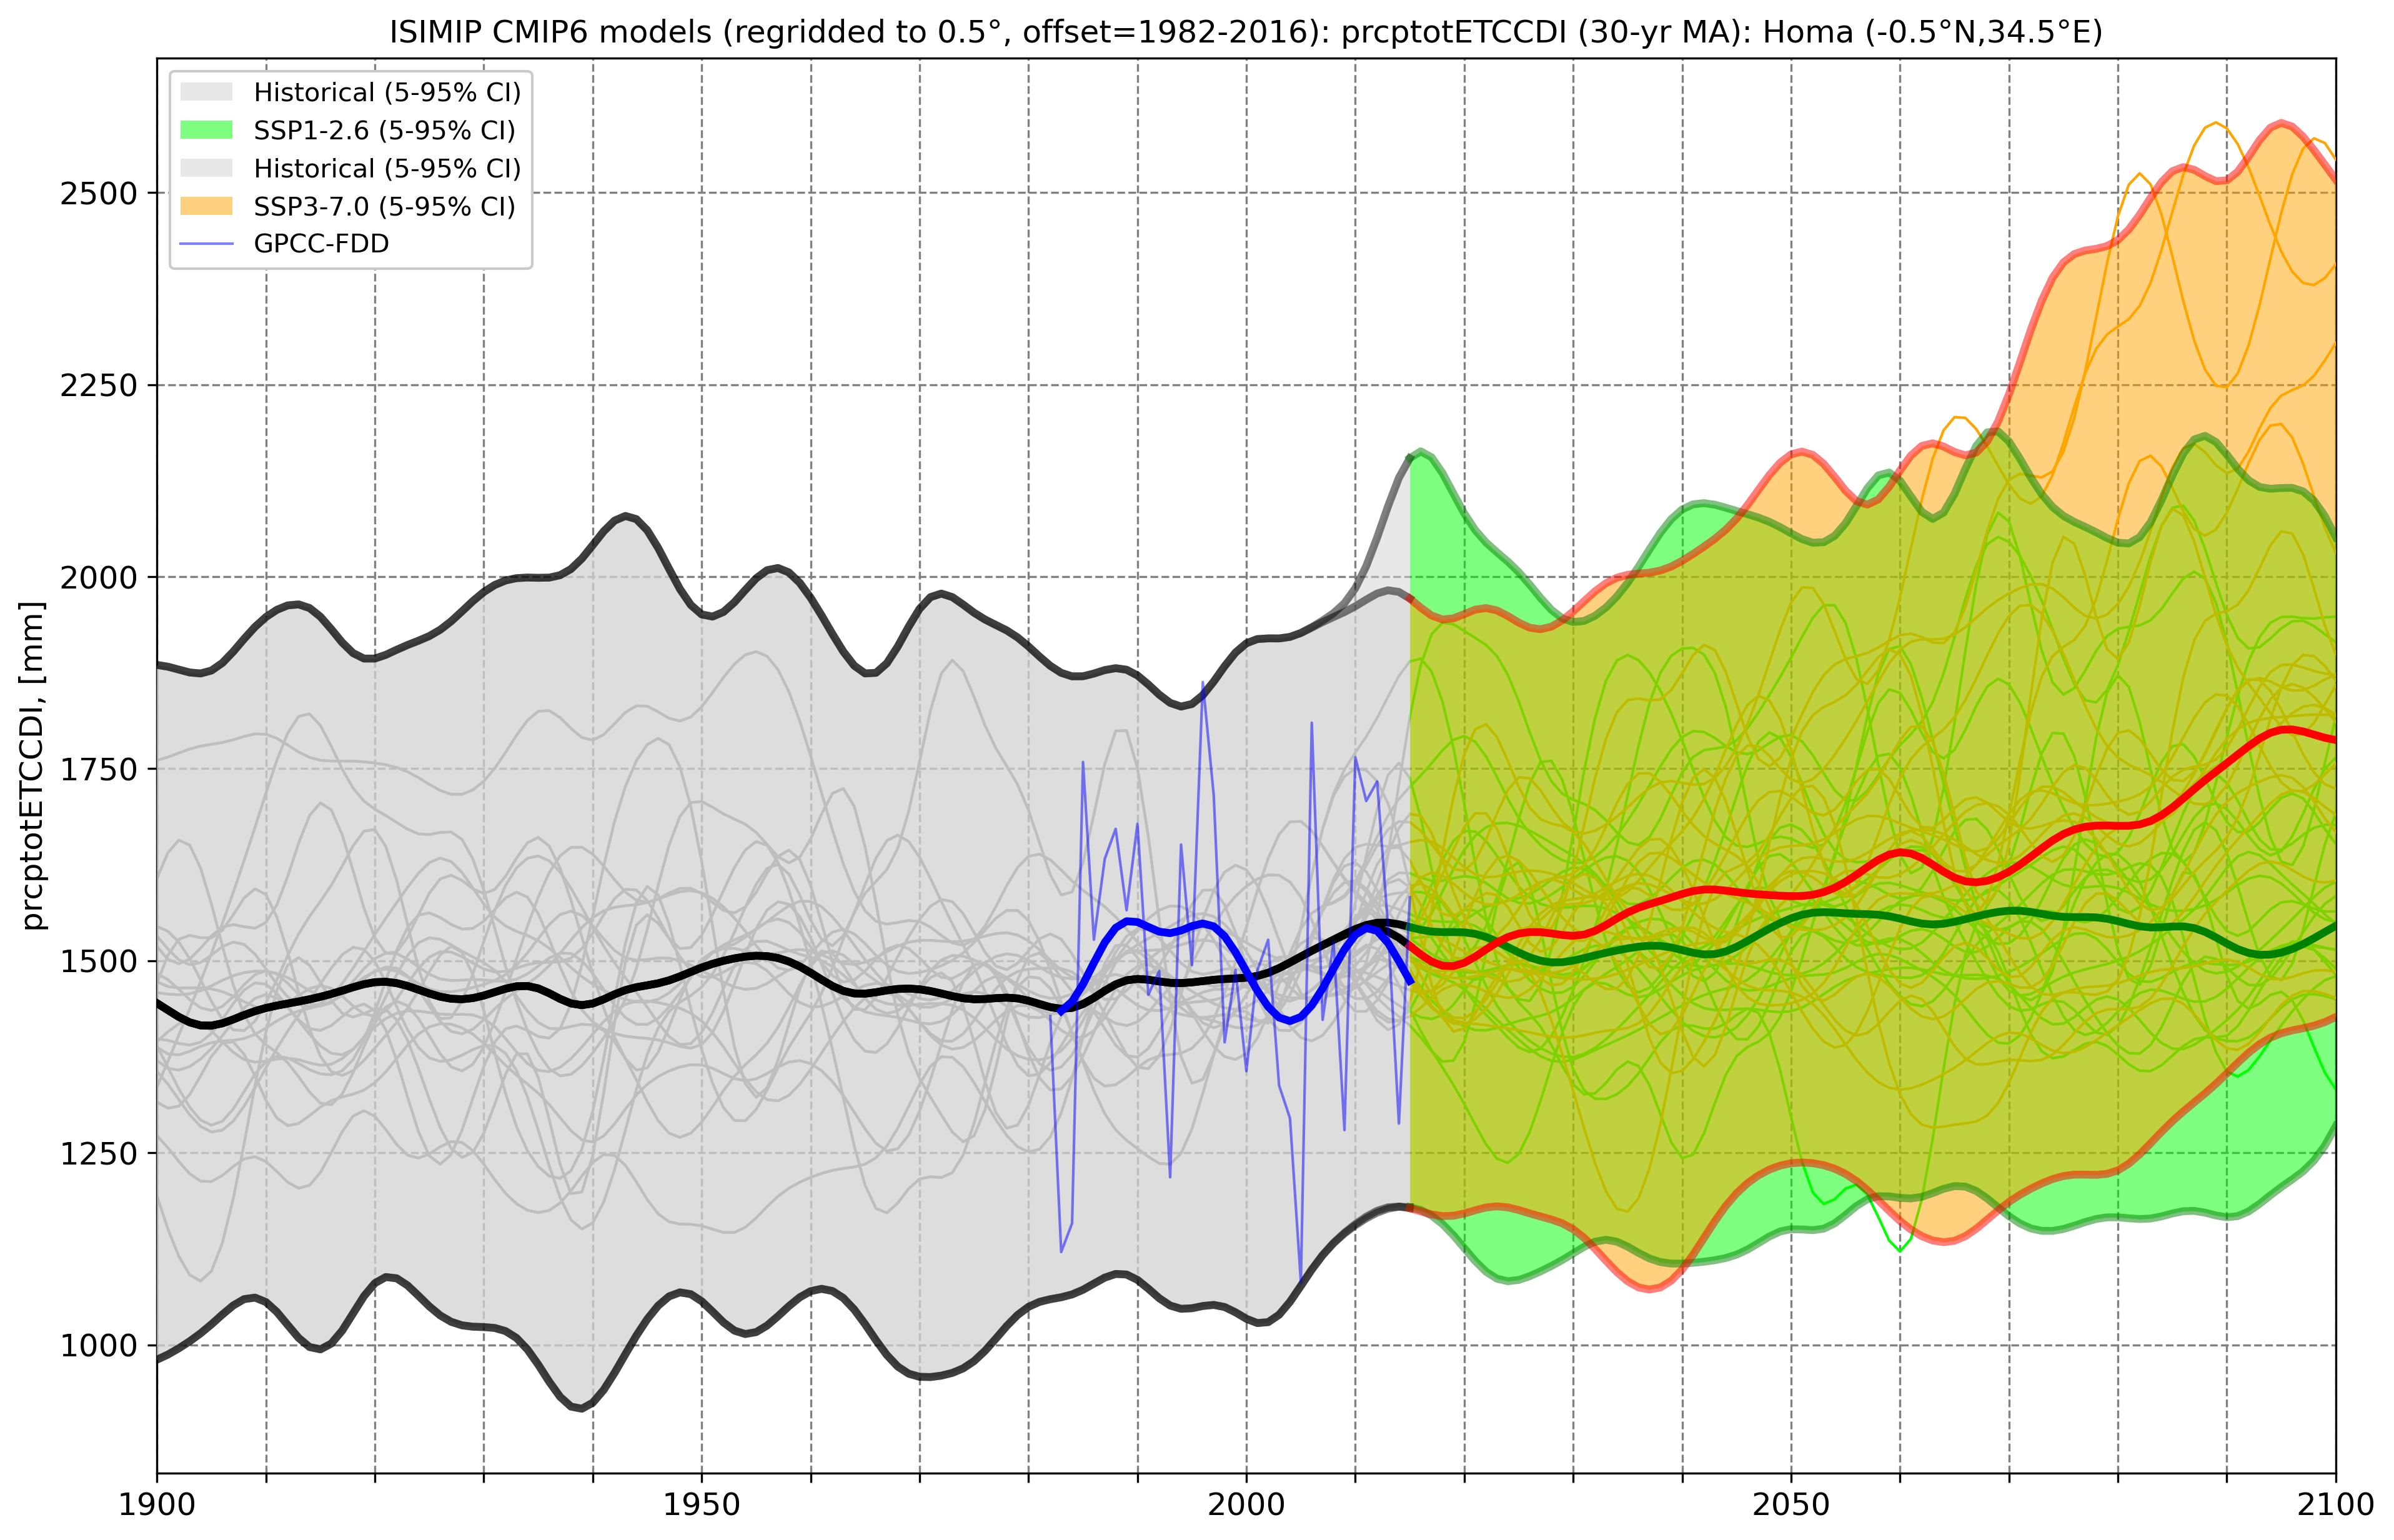 ISIMIP CMIP6 models (regridded to 0.5°, offset=1982-2016): prcptotETCCDI (30-yr MA): Homa (-0.5°N,34.5°E)
Historical (5-95% CI)
SSP1-2.6 (5-95% CI)
Historical (5-95% CI)
SSP3-7.0 (5-95% CI)
GPCC-FDD
prcptotETCCDI, [mm]
2500
2250
2000
1750
1500
1250
1000
1900 1950 2000 2050 2100